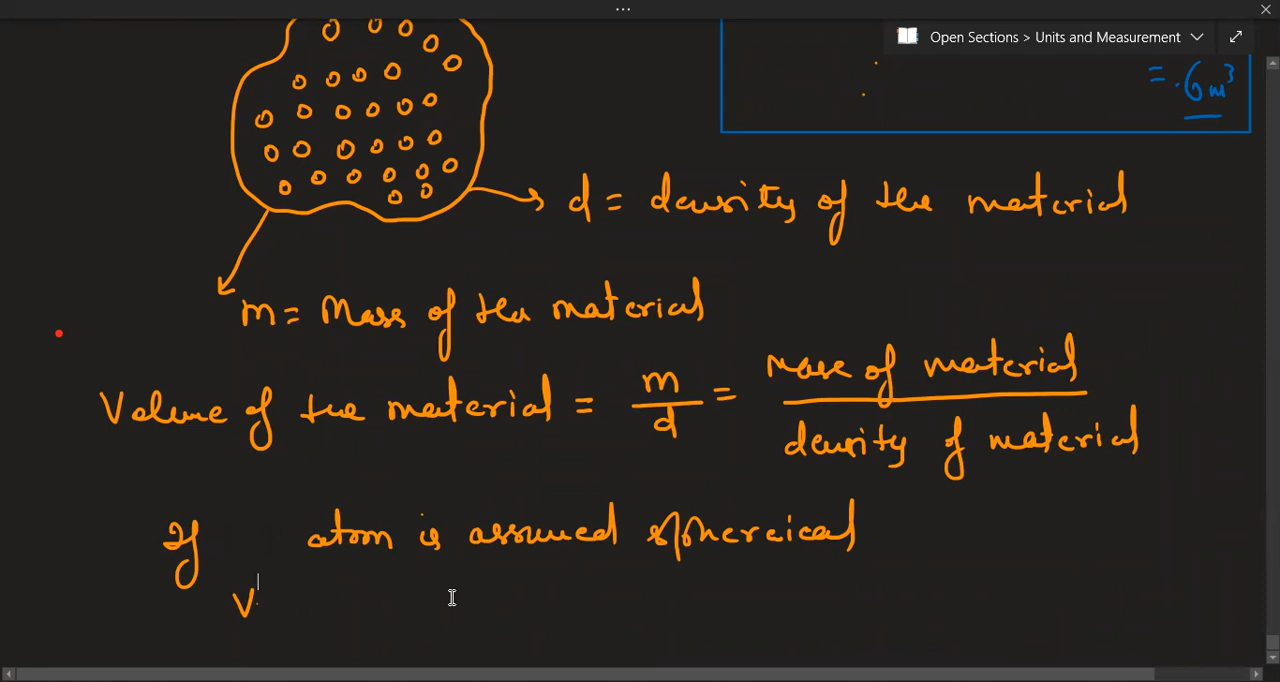 Open Sections > Units and Measurement
= .6m³
d = density of the material
m = Mass of the material
Volume of the material = m/d = Mass of material / density of material
If atom is assumed sphereical
V